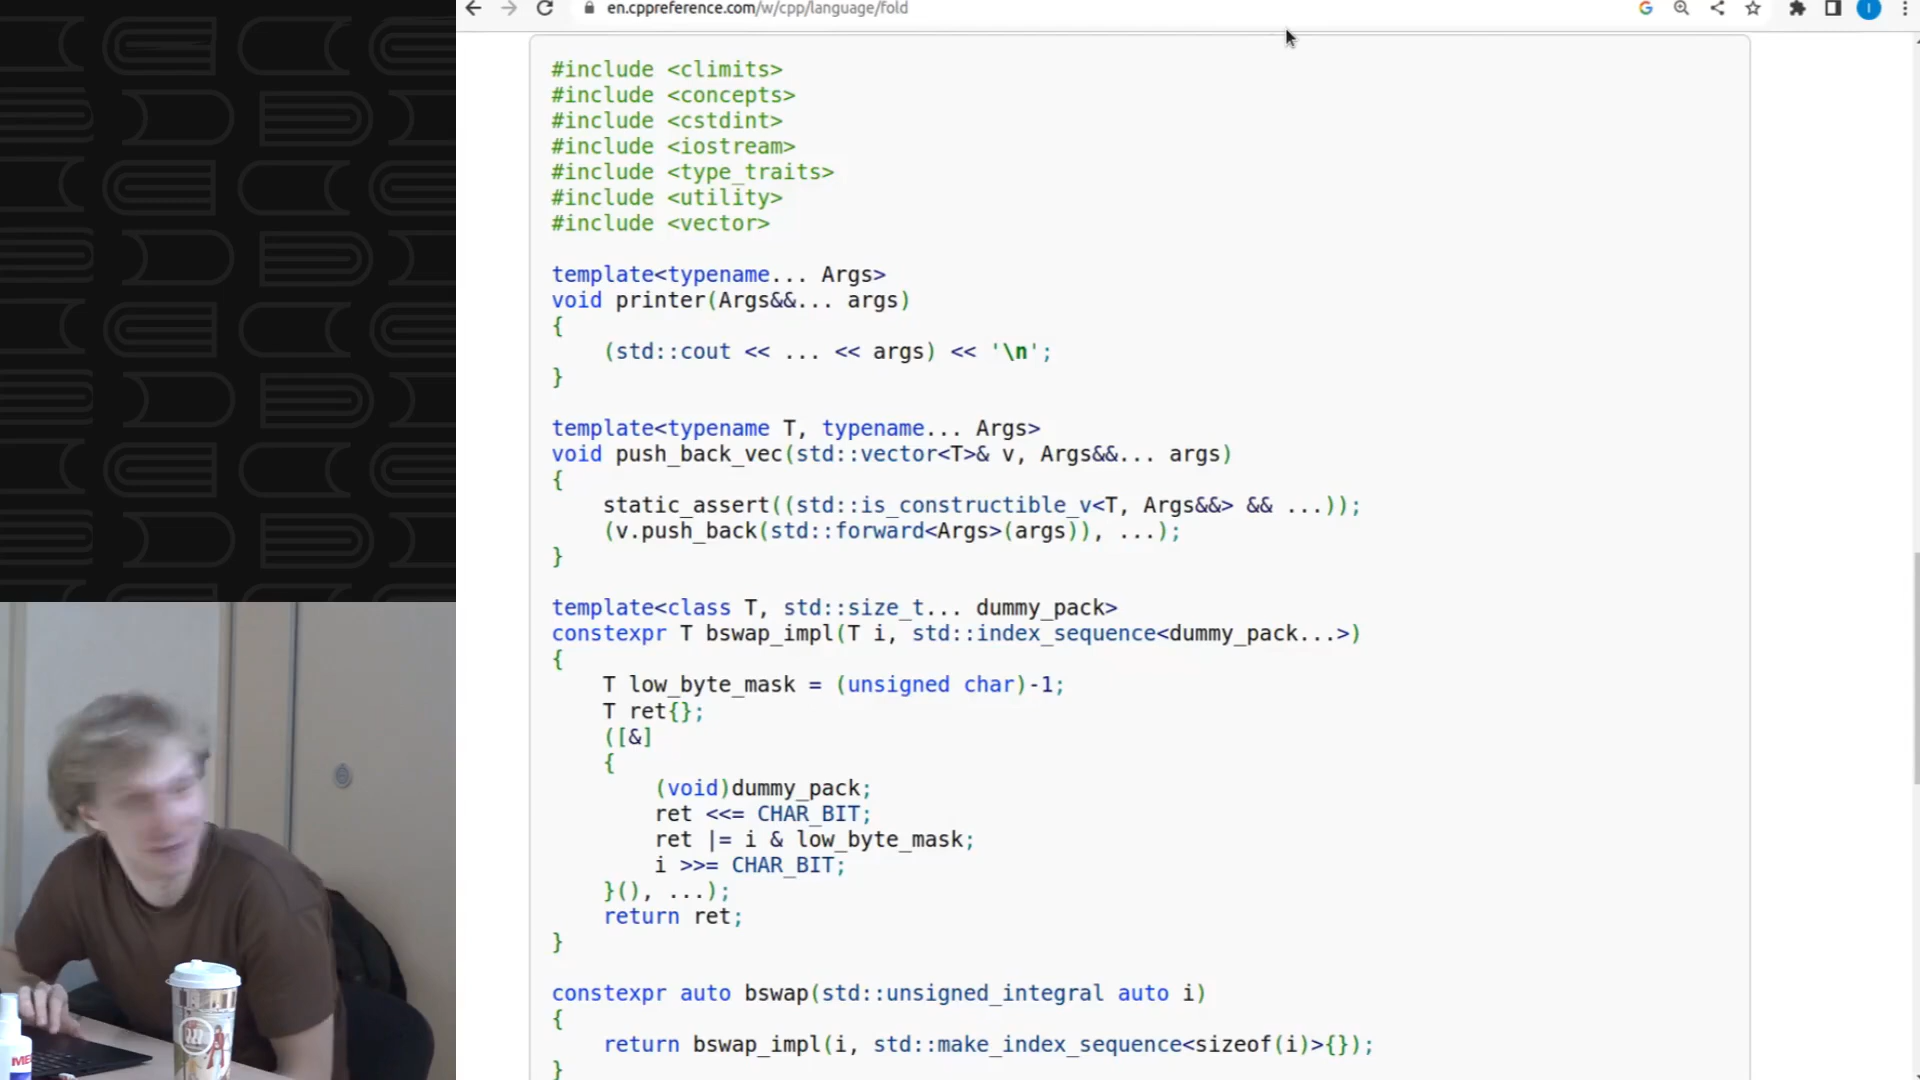 en.cppreference.com/w/cpp/language/fold
#include <climits>
#include <concepts>
#include <cstdint>
#include <iostream>
#include <type_traits>
#include <utility>
#include <vector>
template<typename... Args>
void printer(Args&&... args)
{
    (std::cout << ... << args) << '\n';
}
template<typename T, typename... Args>
void push_back_vec(std::vector<T>& v, Args&&... args)
{
    static_assert((std::is_constructible_v<T, Args&&> && ...));
    (v.push_back(std::forward<Args>(args)), ...);
}
template<class T, std::size_t... dummy_pack>
constexpr T bswap_impl(T i, std::index_sequence<dummy_pack...>)
{
    T low_byte_mask = (unsigned char)-1;
    T ret{};
    ([&]
    {
        (void)dummy_pack;
        ret <<= CHAR_BIT;
        ret |= i & low_byte_mask;
        i >>= CHAR_BIT;
    }(), ...);
    return ret;
}
constexpr auto bswap(std::unsigned_integral auto i)
{
    return bswap_impl(i, std::make_index_sequence<sizeof(i)>{});
}